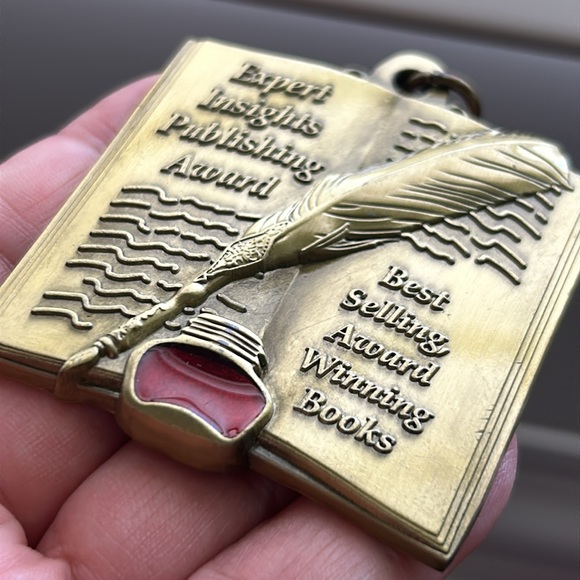 Expert
Insights
Publishing
Award
Best
Selling,
Award
Winning
Books